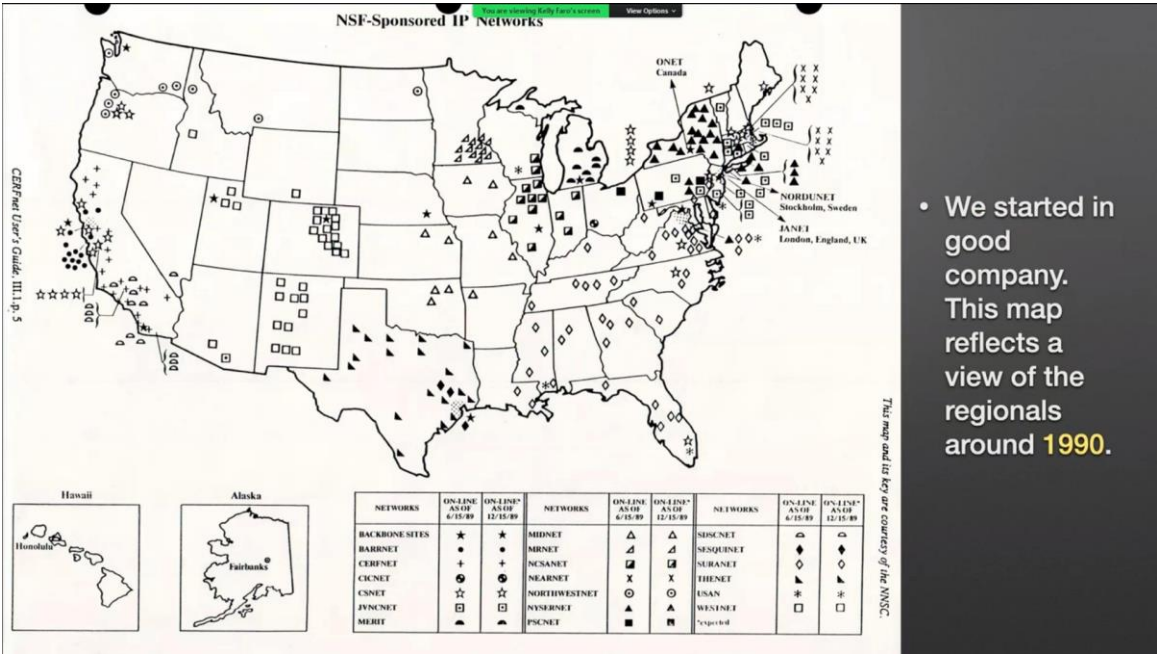 You are viewing Kelly Faro's screen
View Options
NSF-Sponsored IP Networks
ONET
Canada
NORDUNET
Stockholm, Sweden
JANET
London, England, UK
CERFnet User's Guide, III.1, p. 5
This map and its key are courtesy of the NNSC.
Hawaii
Honolulu
Alaska
Fairbanks
NETWORKS ON-LINE AS OF 6/15/89 ON-LINE* AS OF 12/15/89
BACKBONE SITES
BARRNET
CERFNET
CICNET
CSNET
JVNCNET
MERIT
NETWORKS ON-LINE AS OF 6/15/89 ON-LINE* AS OF 12/15/89
MIDNET
MRNET
NCSANET
NEARNET X X
NORTHWESTNET
NYSERNET
PSCNET
NETWORKS ON-LINE AS OF 6/15/89 ON-LINE* AS OF 12/15/89
SDSCNET
SESQUINET
SURANET
THENET
USAN
WESTNET
*expected
• We started in
good
company.
This map
reflects a
view of the
regionals
around 1990.